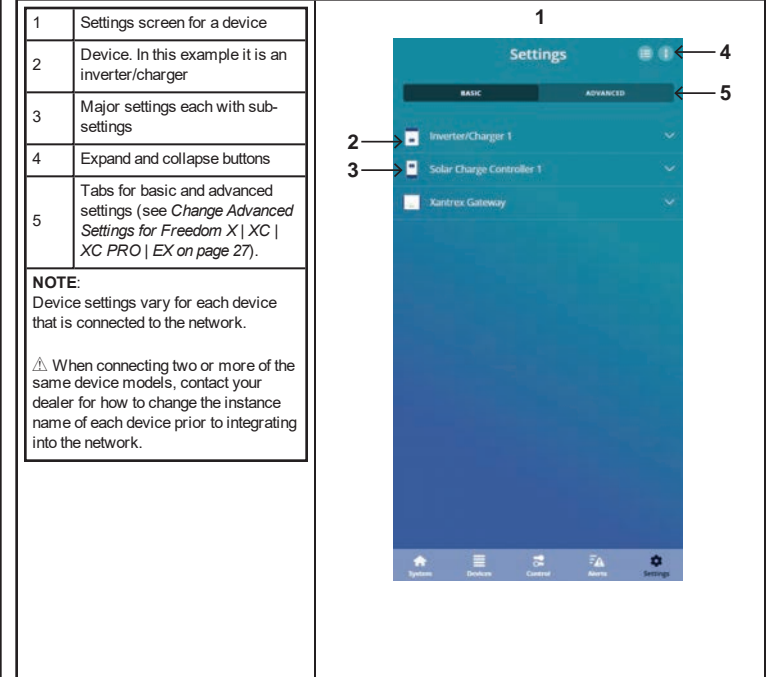 1 Settings screen for a device
2 Device. In this example it is an
inverter/charger
3 Major settings each with sub-
settings
4 Expand and collapse buttons
5 Tabs for basic and advanced
settings (see Change Advanced
Settings for Freedom X | XC |
XC PRO | EX on page 27).
NOTE:
Device settings vary for each device
that is connected to the network.
⚠ When connecting two or more of the
same device models, contact your
dealer for how to change the instance
name of each device prior to integrating
into the network.
1
Settings
4
BASIC ADVANCED
5
2
Inverter/Charger 1
3
Solar Charge Controller 1
Xantrex Gateway
System Devices Control Alerts Settings